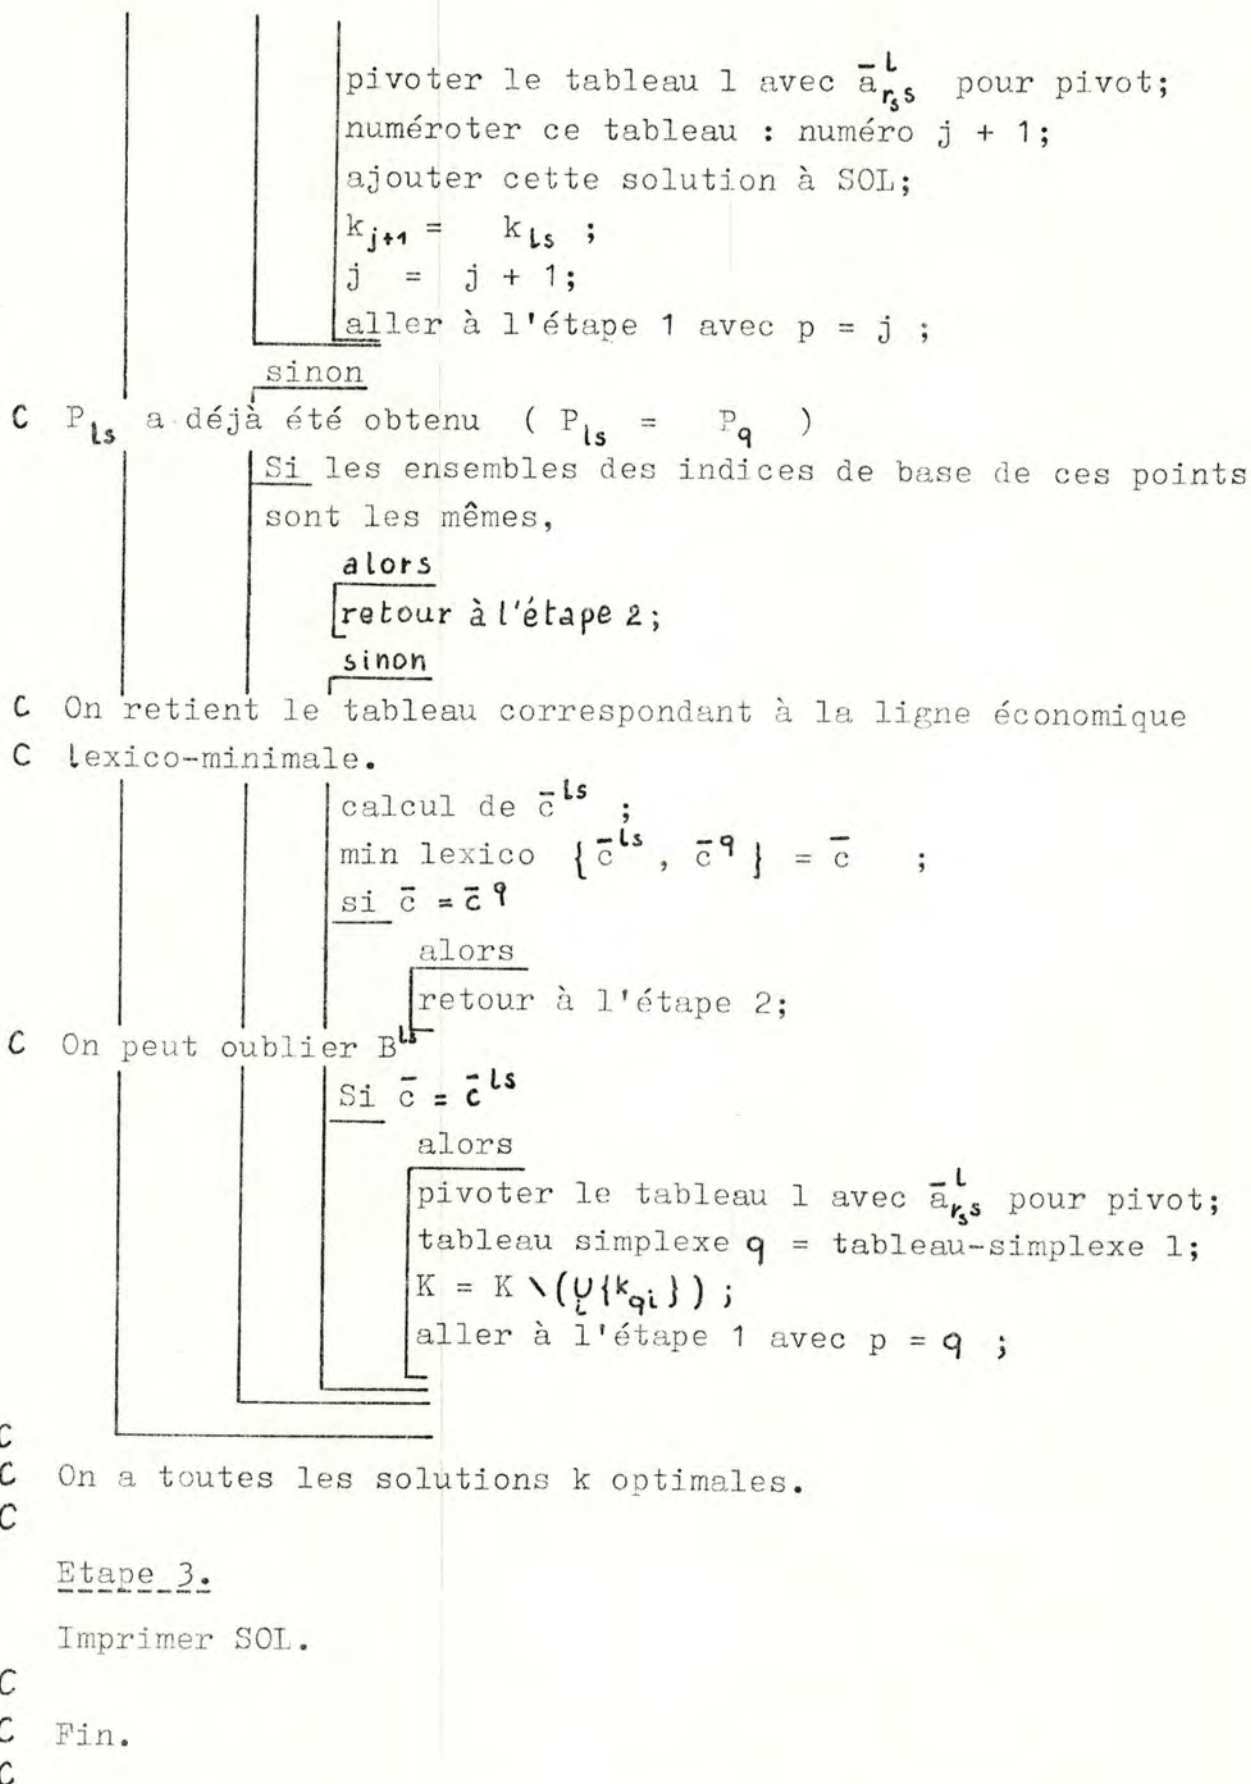 pivoter le tableau l avec a̅ˡ_{r_s s} pour pivot;
numéroter ce tableau : numéro j + 1;
ajouter cette solution à SOL;
k_{j+1} = k_{ls} ;
j = j + 1;
aller à l'étape 1 avec p = j ;
sinon
C P_{ls} a déjà été obtenu ( P_{ls} = P_q )
Si les ensembles des indices de base de ces points
sont les mêmes,
alors
retour à l'étape 2;
sinon
C On retient le tableau correspondant à la ligne économique
C lexico-minimale.
calcul de c̅^{ls} ;
min lexico { c̅^{ls} , c̅^q } = c̅ ;
si c̅ = c̅^q
alors
retour à l'étape 2;
C On peut oublier B^{ls}
Si c̅ = c̅^{ls}
alors
pivoter le tableau l avec a̅ˡ_{r_s s} pour pivot;
tableau simplexe q = tableau-simplexe l;
K = K \ (∪_i {k_{qi}}) ;
aller à l'étape 1 avec p = q ;
C
C On a toutes les solutions k optimales.
C
Etape 3.
Imprimer SOL.
C
C Fin.
C